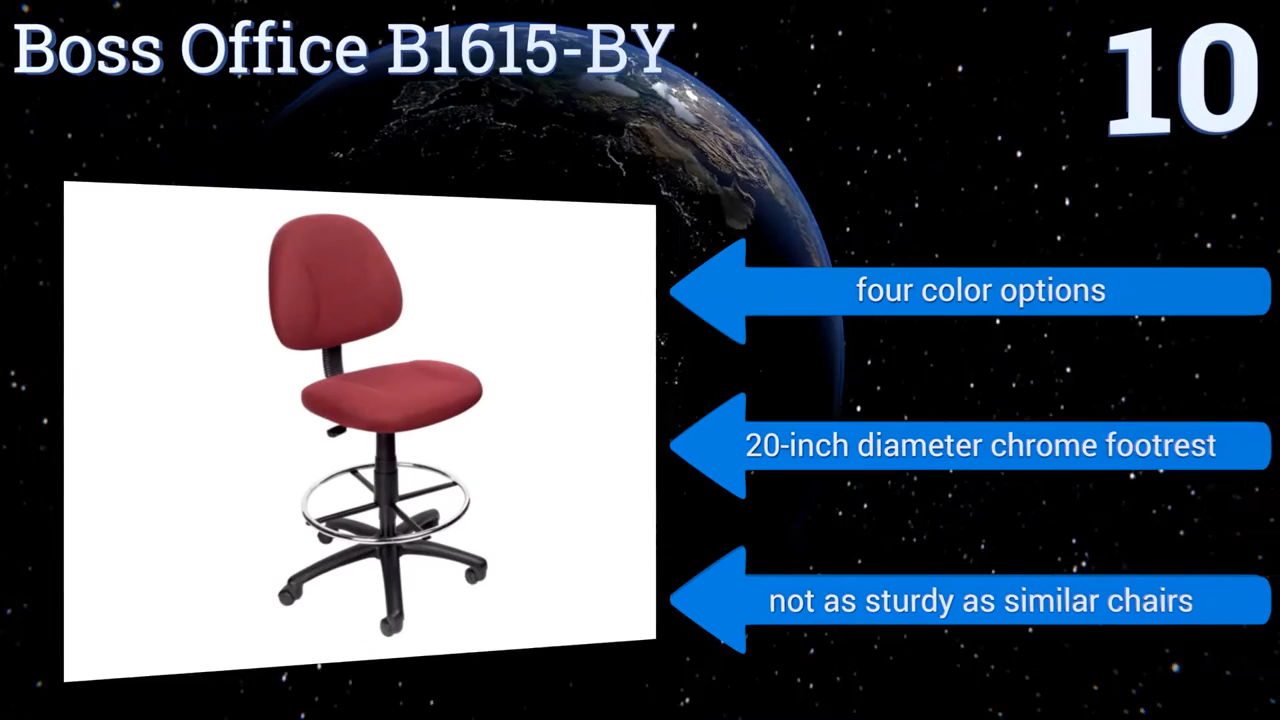 Boss Office B1615-BY
10
four color options
20-inch diameter chrome footrest
not as sturdy as similar chairs